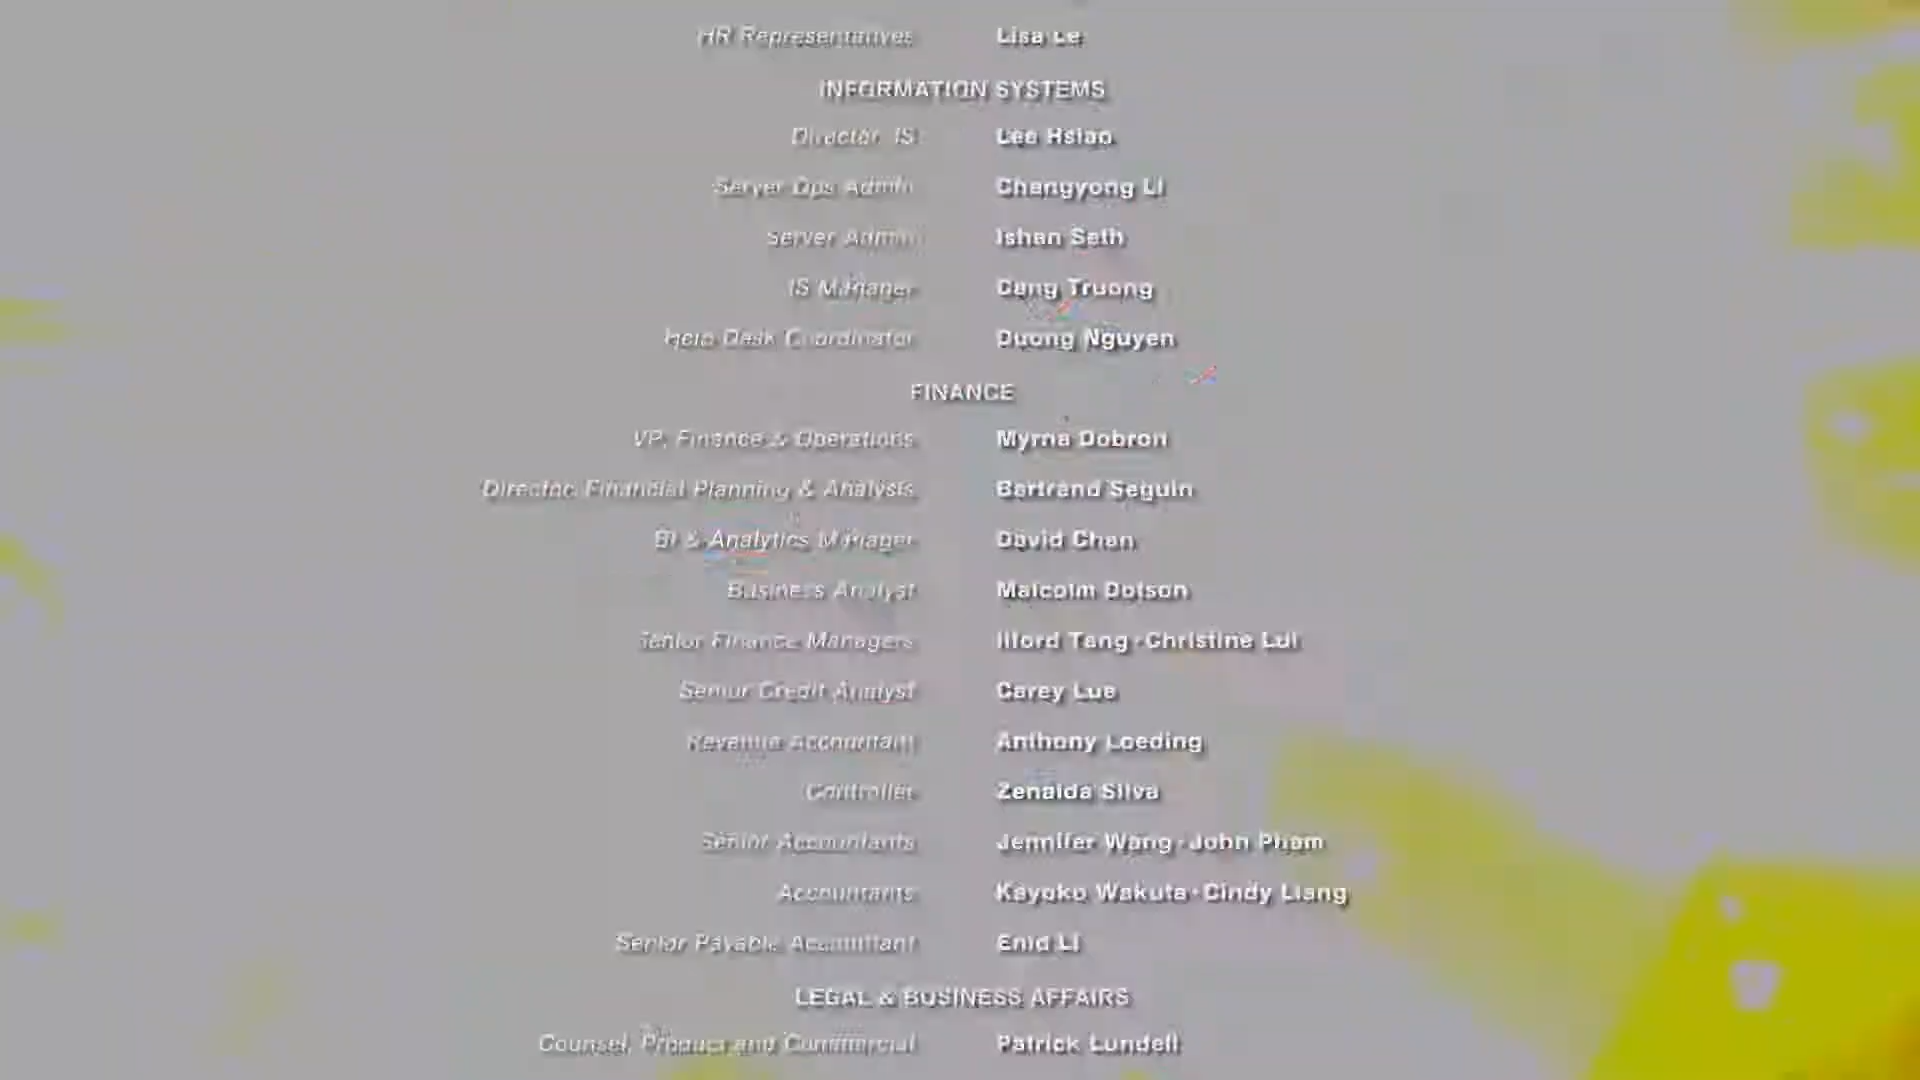 HR Representatives Lisa Le
INFORMATION SYSTEMS
Director, IS Lee Hsiao
Server Ops Admin Changyong Li
Server Admin Ishan Seth
IS Manager Cang Truong
Help Desk Coordinator Duong Nguyen
FINANCE
VP, Finance & Operations Myrna Dobron
Director, Financial Planning & Analysis Bertrand Seguin
BI & Analytics Manager David Chan
Business Analyst Malcolm Dotson
Senior Finance Managers Illord Tang · Christine Lui
Senior Credit Analyst Carey Lue
Revenue Accountant Anthony Loeding
Controller Zenaida Silva
Senior Accountants Jennifer Wang · John Pham
Accountants Kayoko Wakuta · Cindy Liang
Senior Payable Accountant Enid Li
LEGAL & BUSINESS AFFAIRS
Counsel, Product and Commercial Patrick Lundell